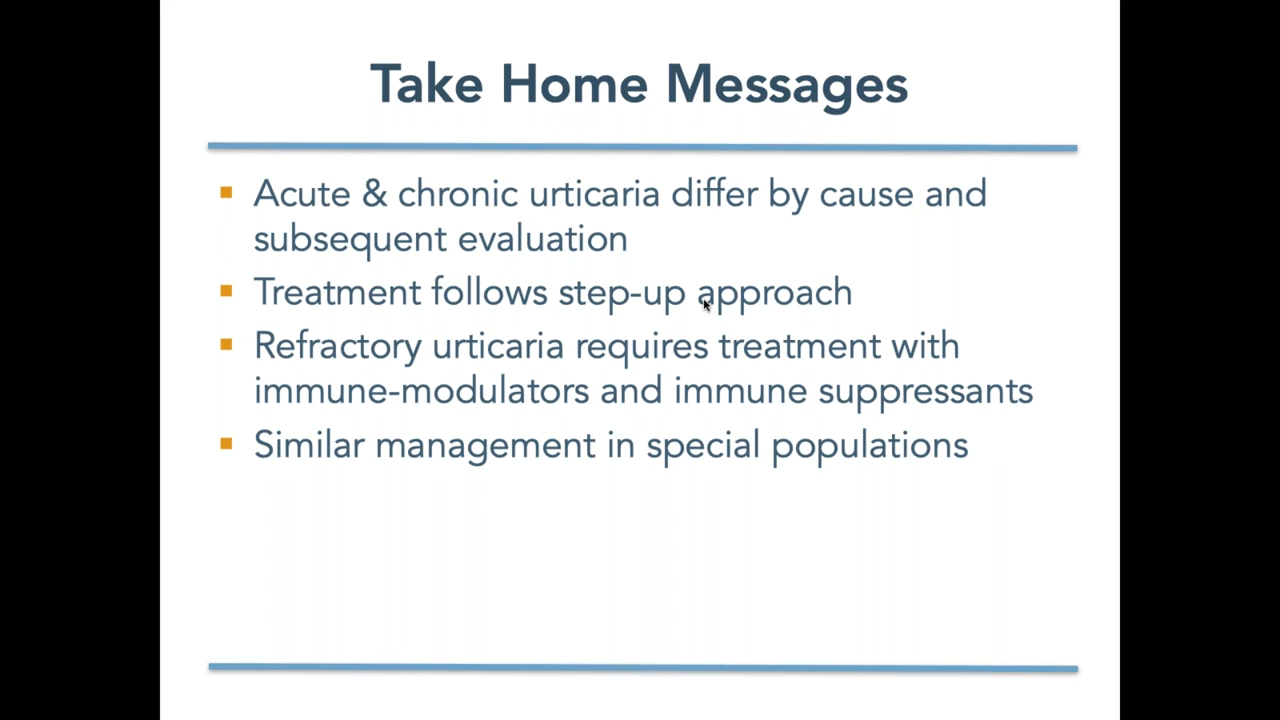 Take Home Messages
Acute & chronic urticaria differ by cause and
subsequent evaluation
Treatment follows step-up approach
Refractory urticaria requires treatment with
immune-modulators and immune suppressants
Similar management in special populations